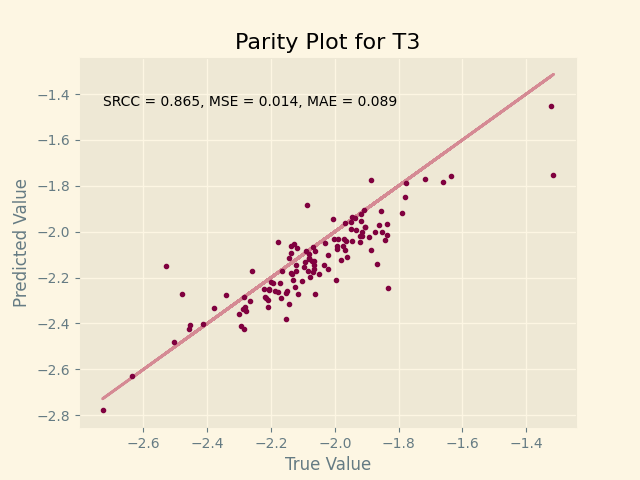 Parity Plot for T3
SRCC = 0.865, MSE = 0.014, MAE = 0.089
Predicted Value
−1.4
−1.6
−1.8
−2.0
−2.2
−2.4
−2.6
−2.8
−2.6 −2.4 −2.2 −2.0 −1.8 −1.6 −1.4
True Value